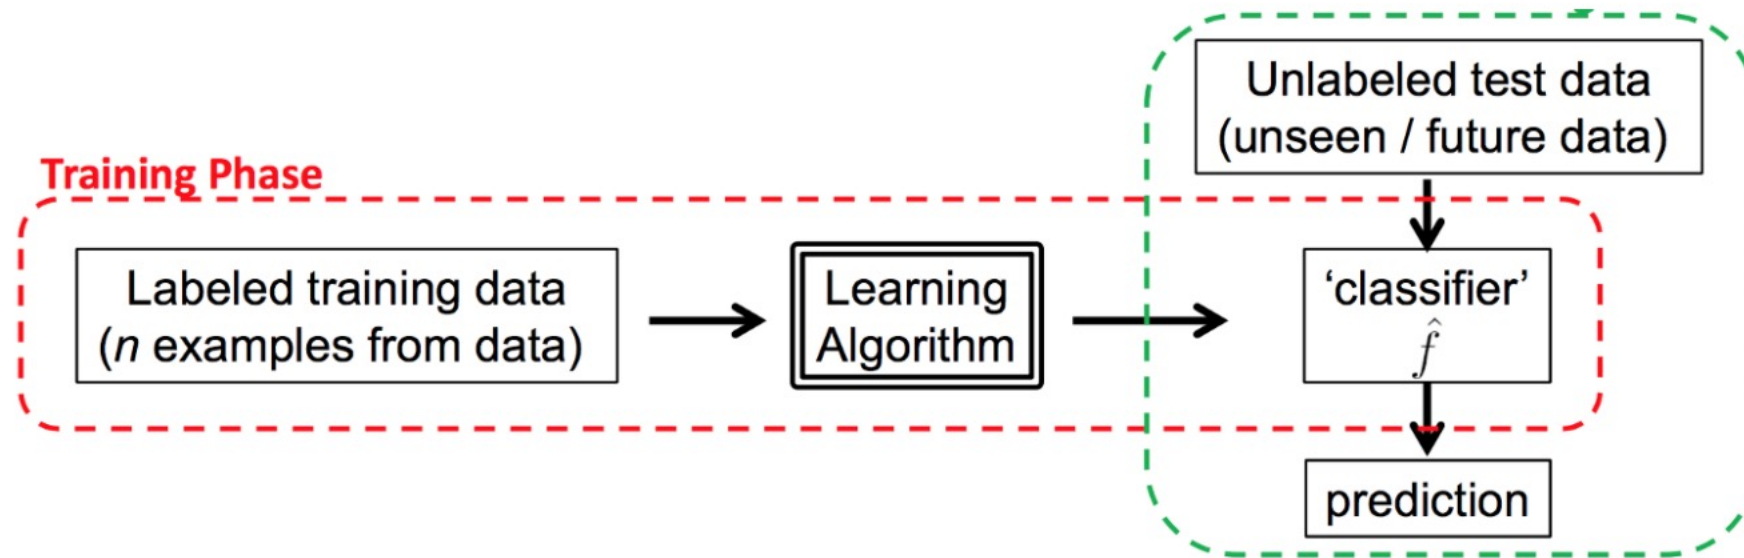 Unlabeled test data
(unseen / future data)
Training Phase
Labeled training data
(n examples from data)
Learning
Algorithm
‘classifier’
f̂
prediction